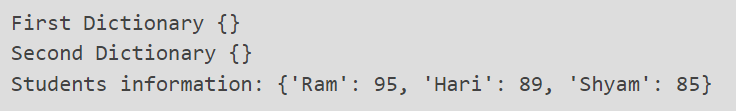 First Dictionary {}
Second Dictionary {}
Students information: {'Ram': 95, 'Hari': 89, 'Shyam': 85}